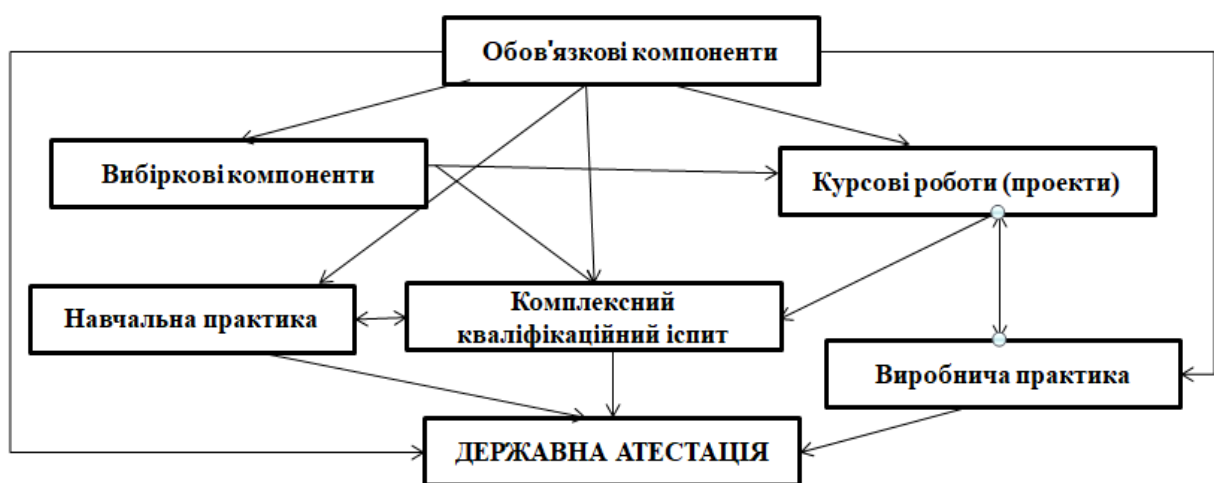 Обов'язкові компоненти
Вибіркові компоненти
Курсові роботи (проекти)
Навчальна практика
Комплексний
кваліфікаційний іспит
Виробнича практика
ДЕРЖАВНА АТЕСТАЦІЯ